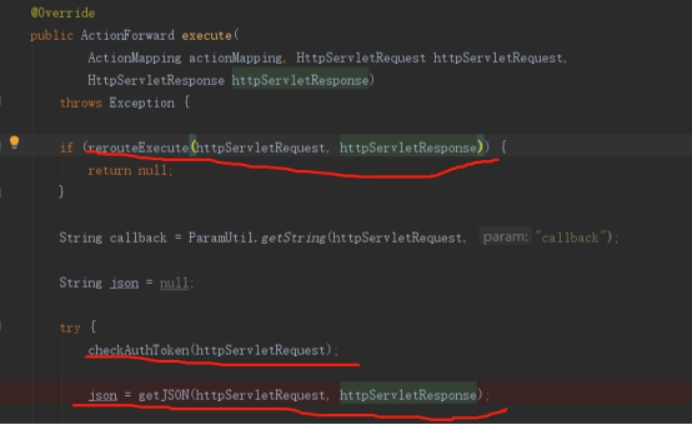 @Override
public ActionForward execute(
ActionMapping actionMapping, HttpServletRequest httpServletRequest,
HttpServletResponse httpServletResponse)
throws Exception {
if (rerouteExecute(httpServletRequest, httpServletResponse)) {
return null;
}
String callback = ParamUtil.getString(httpServletRequest, param: "callback");
String json = null;
try {
checkAuthToken(httpServletRequest);
json = getJSON(httpServletRequest, httpServletResponse);